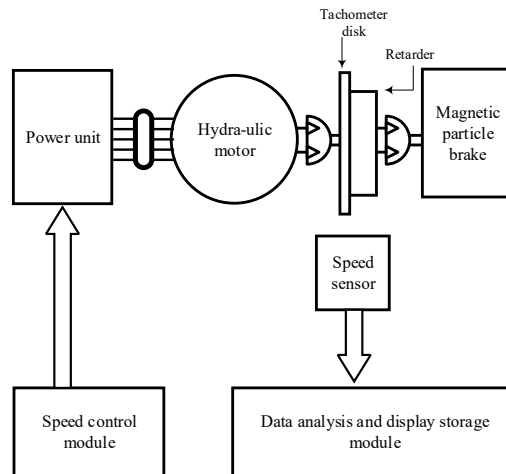 Tachometer
disk
Retarder
Power unit
Hydra-ulic
motor
Magnetic
particle
brake
Speed
sensor
Speed control
module
Data analysis and display storage
module